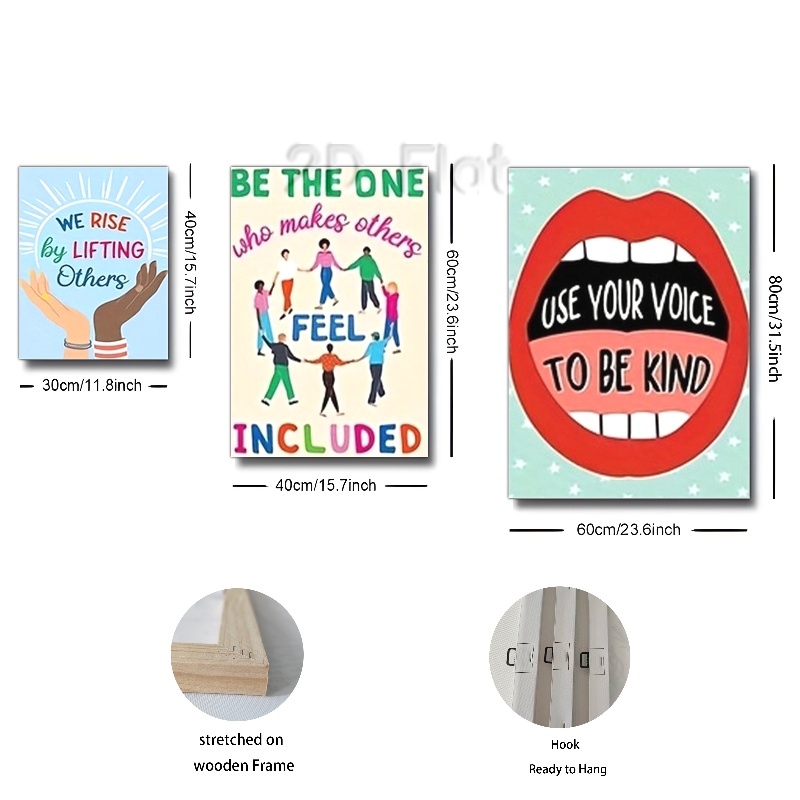 2D Flat
WE RISE
by LIFTING
Others
40cm/15.7inch
30cm/11.8inch
BE THE ONE
who makes others
FEEL
INCLUDED
60cm/23.6inch
40cm/15.7inch
USE YOUR VOICE
TO BE KIND
80cm/31.5inch
60cm/23.6inch
stretched on
wooden Frame
Hook
Ready to Hang